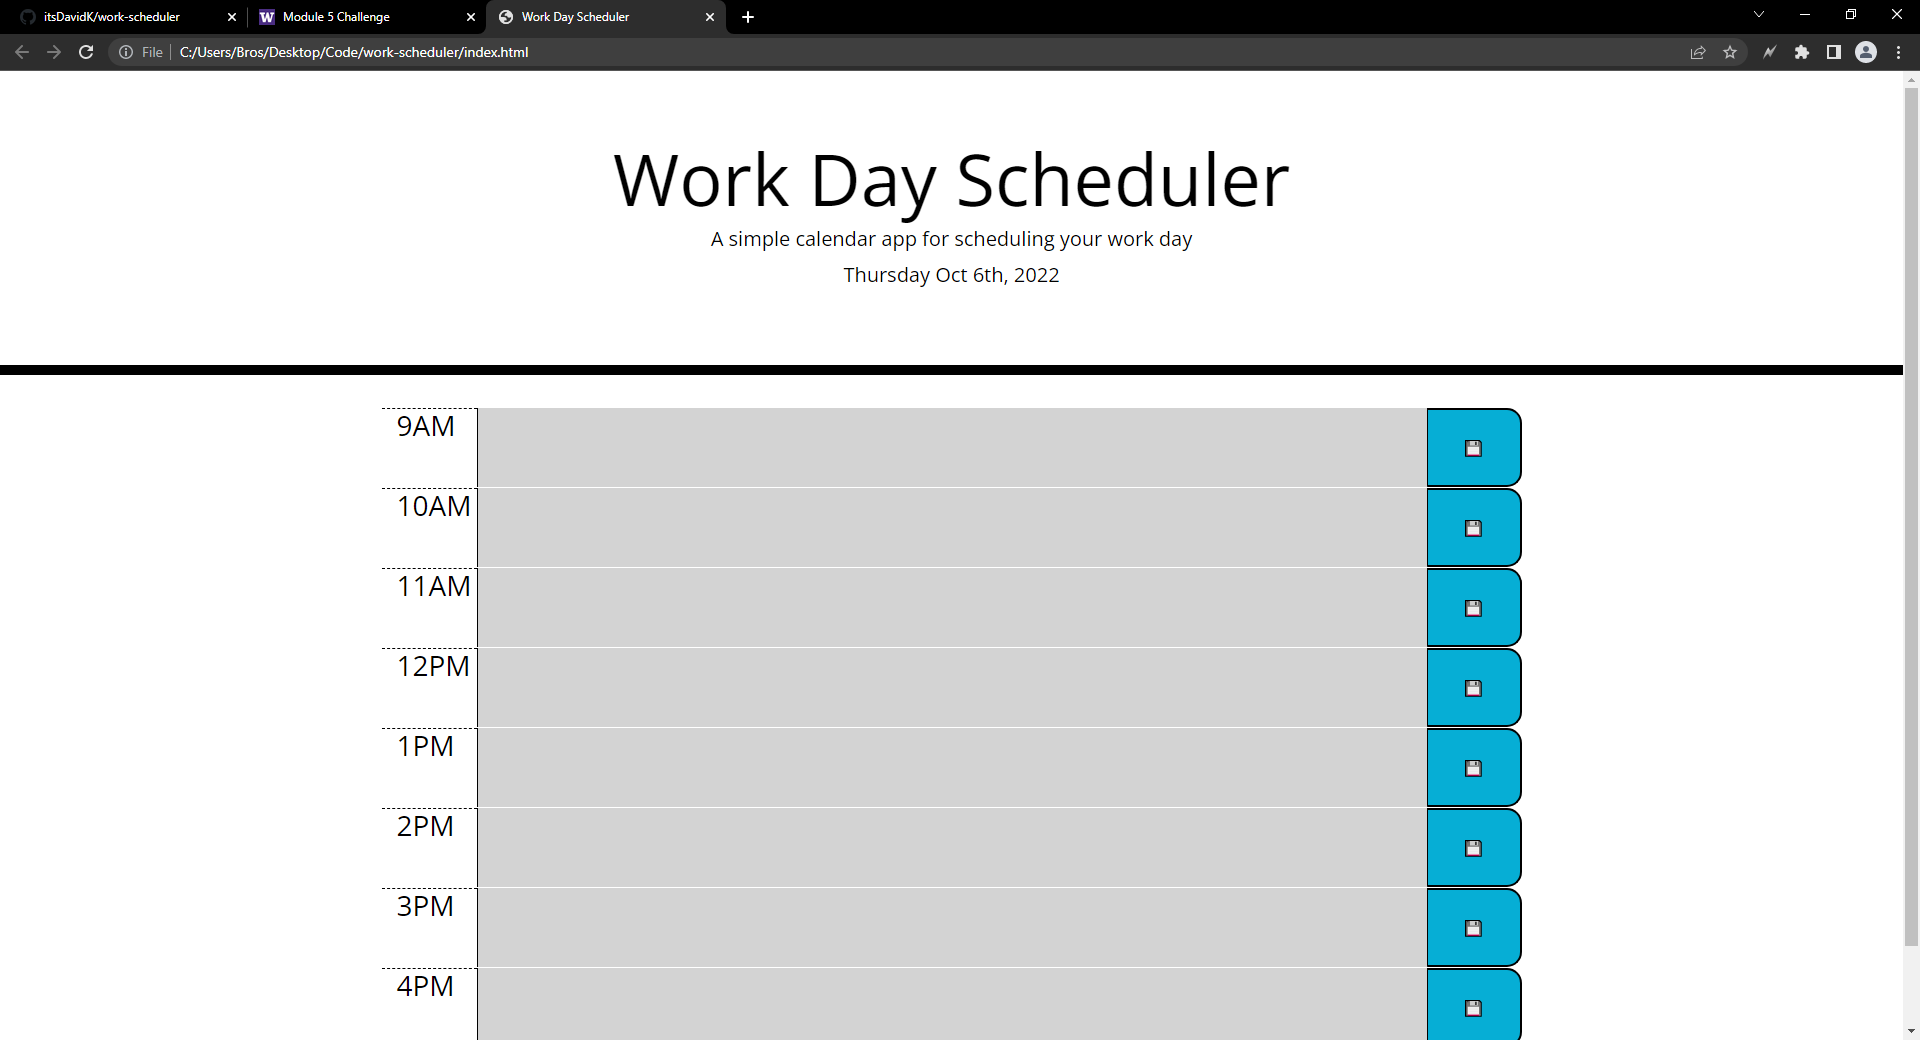 itsDavidK/work-scheduler
Module 5 Challenge
Work Day Scheduler
File
C:/Users/Bros/Desktop/Code/work-scheduler/index.html
Work Day Scheduler
A simple calendar app for scheduling your work day
Thursday Oct 6th, 2022
9AM
10AM
11AM
12PM
1PM
2PM
3PM
4PM